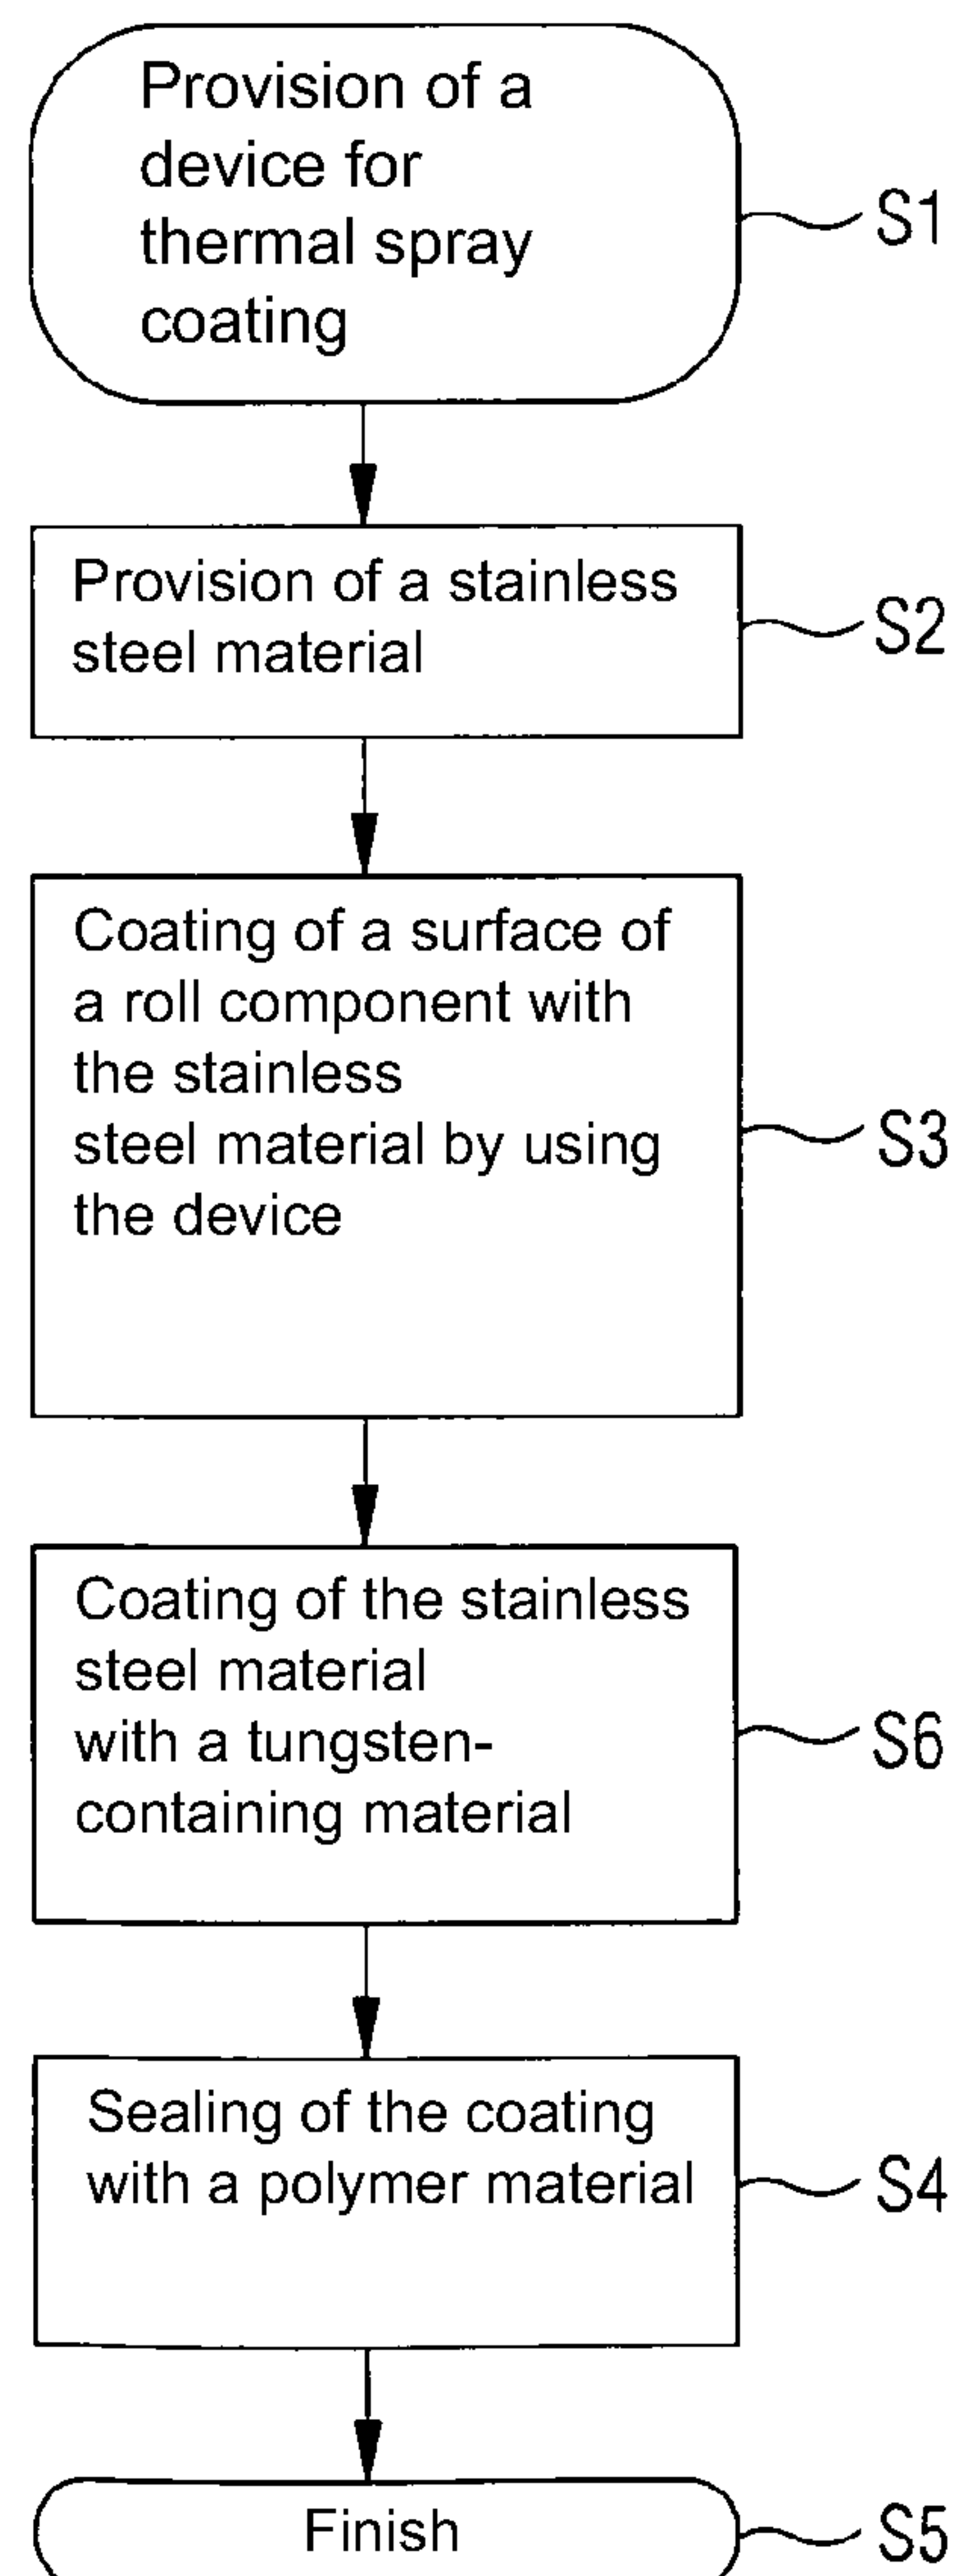 Provision of a
device for
thermal spray
coating
S1
Provision of a stainless
steel material
S2
Coating of a surface of
a roll component with
the stainless
steel material by using
the device
S3
Coating of the stainless
steel material
with a tungsten-
containing material
S6
Sealing of the coating
with a polymer material
S4
Finish
S5